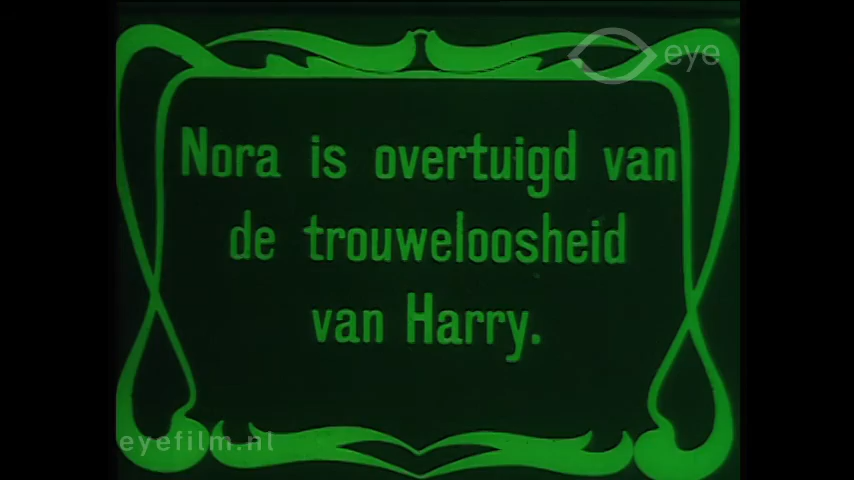 eye
Nora is overtuigd van
de trouweloosheid
van Harry.
eyefilm.nl